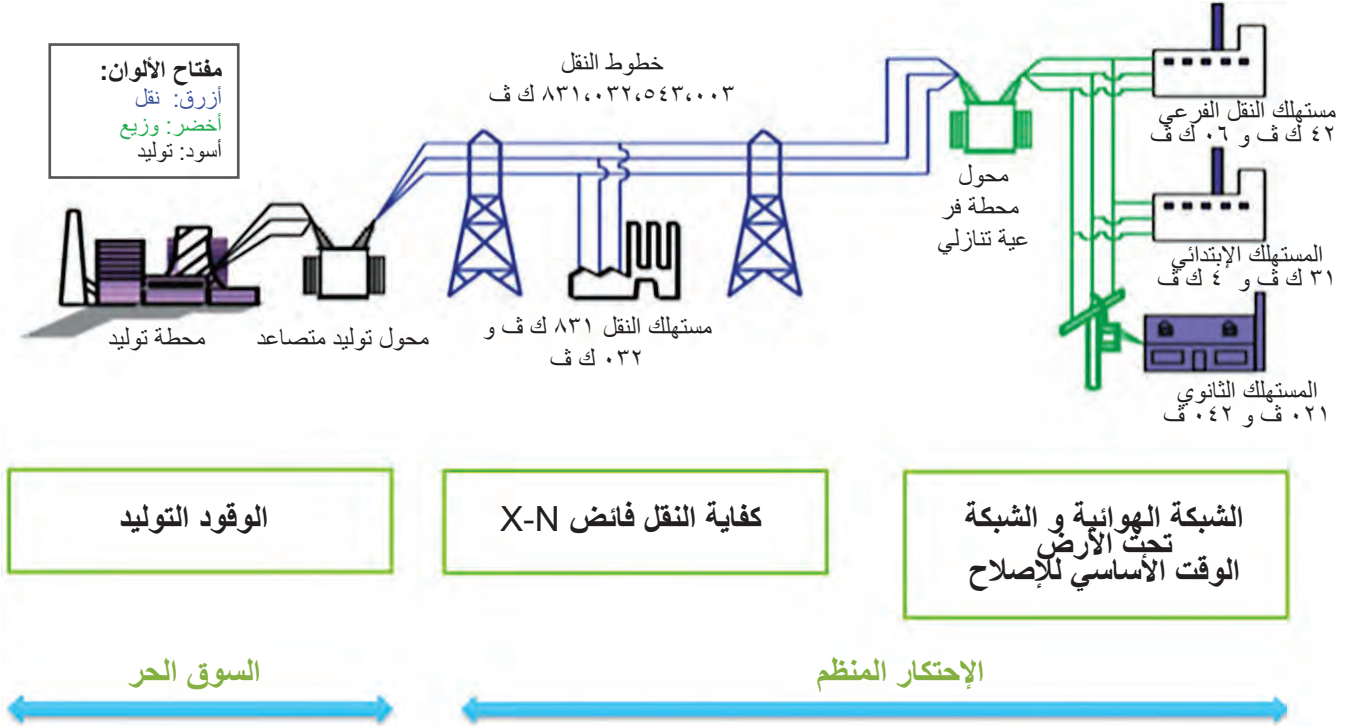 مفتاح الألوان:
أزرق: نقل
أخضر: وزيع
أسود: توليد
خطوط النقل
٨٣١،٠٣٢،٥٤٣،٠٠٣ ك ڤ
مستهلك النقل الفرعي
٤٢ ك ڤ و ٠٦ ك ڤ
محول
محطة فر
عية تنازلي
المستهلك الإبتدائي
٣١ ك ڤ و ٤ ك ڤ
محطة توليد
محول توليد متصاعد
مستهلك النقل ٨٣١ ك ڤ و
٠٣٢ ك ڤ
المستهلك الثانوي
٠٢١ ڤ و ٠٤٢ ڤ
الشبكة الهوائية و الشبكة
تحت الأرض
الوقت الأساسي للإصلاح
كفاية النقل فائض X-N
الوقود التوليد
الإحتكار المنظم
السوق الحر